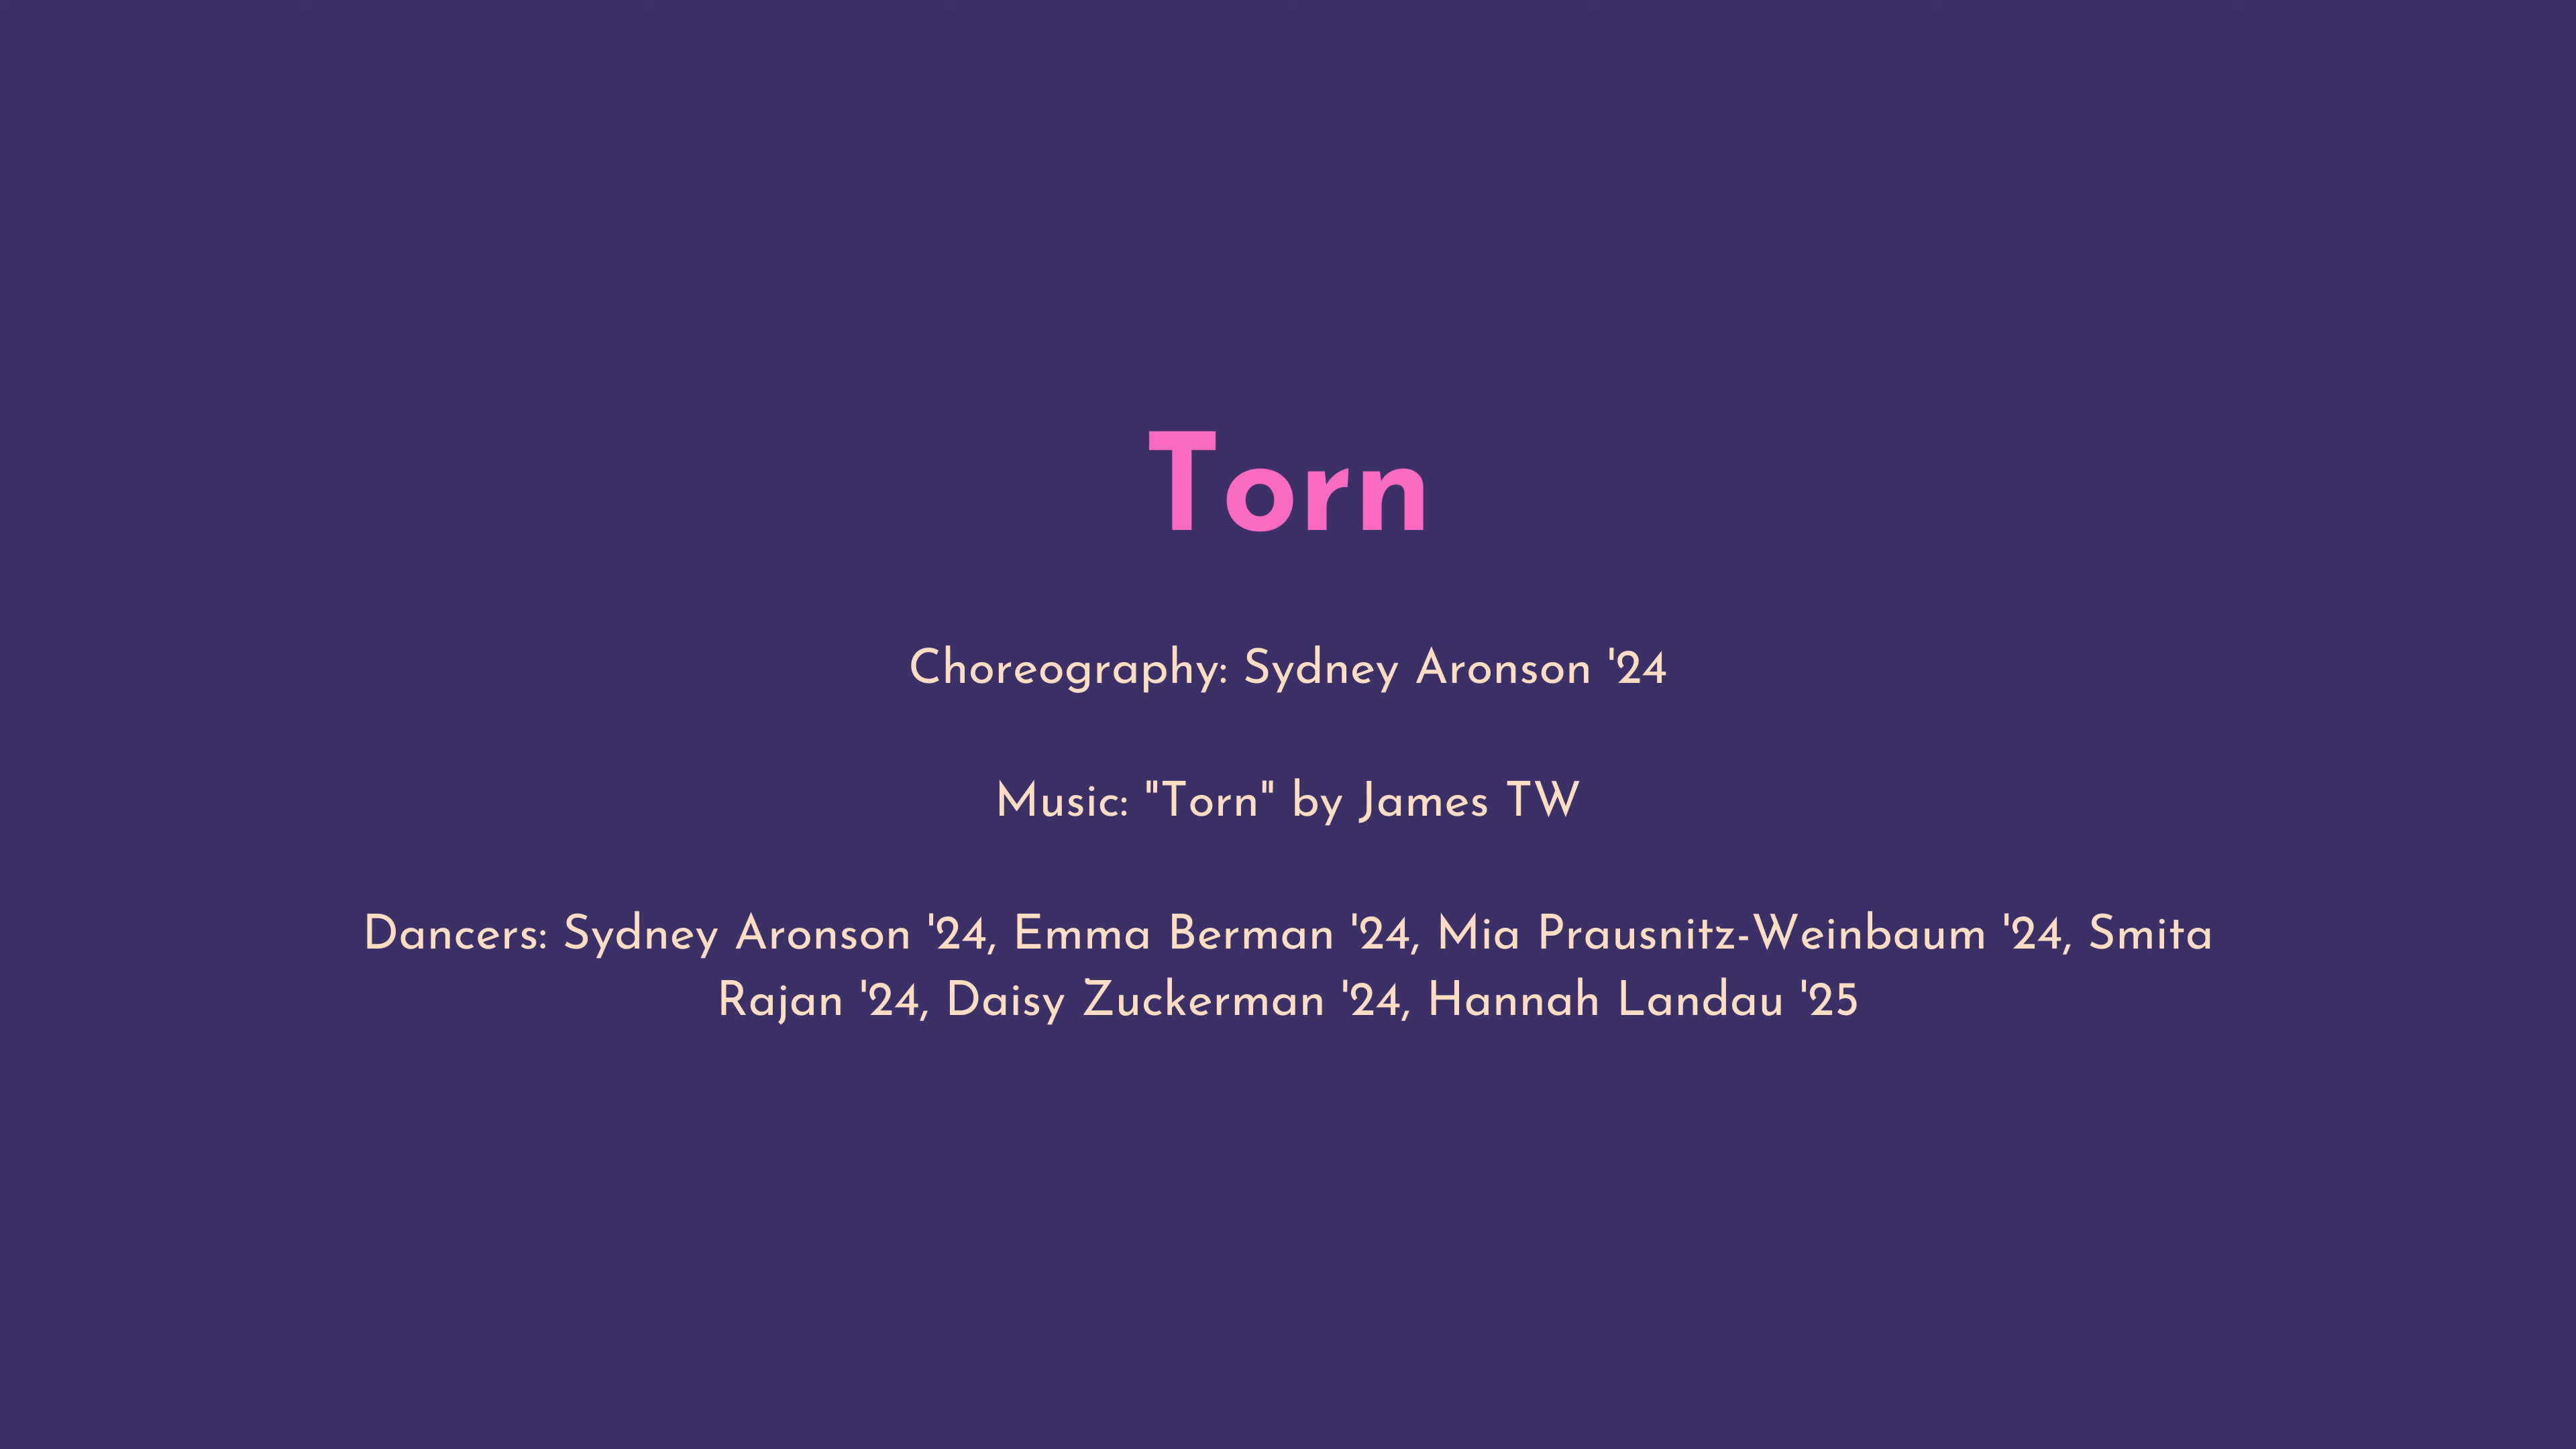 Torn
Choreography: Sydney Aronson '24
Music: "Torn" by James TW
Dancers: Sydney Aronson '24, Emma Berman '24, Mia Prausnitz-Weinbaum '24, Smita
Rajan '24, Daisy Zuckerman '24, Hannah Landau '25